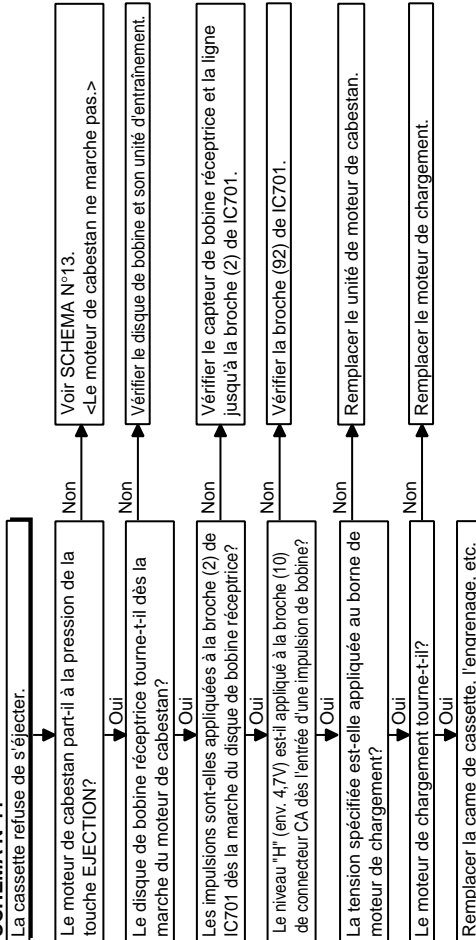 La cassette refuse de s'éjecter.
Le moteur de cabestan part-il à la pression de la
touche EJECTION?
Non
Voir SCHEMA N°13.
<Le moteur de cabestan ne marche pas.>
Oui
Le disque de bobine réceptrice tourne-t-il dès la
marche du moteur de cabestan?
Non
Vérifier le disque de bobine et son unité d'entraînement.
Oui
Les impulsions sont-elles appliquées à la broche (2) de
IC701 dès la marche du disque de bobine réceptrice?
Non
Vérifier le capteur de bobine réceptrice et la ligne
jusqu'à la broche (2) de IC701.
Oui
Le niveau "H" (env. 4,7V) est-il appliqué à la broche (10)
de connecteur CA dès l'entrée d'une impulsion de bobine?
Non
Vérifier la broche (92) de IC701.
Oui
La tension spécifiée est-elle appliquée au borne de
moteur de chargement?
Non
Remplacer le unité de moteur de cabestan.
Oui
Le moteur de chargement tourne-t-il?
Non
Remplacer le moteur de chargement.
Oui
Remplacer la came de cassette, l'engrenage, etc.